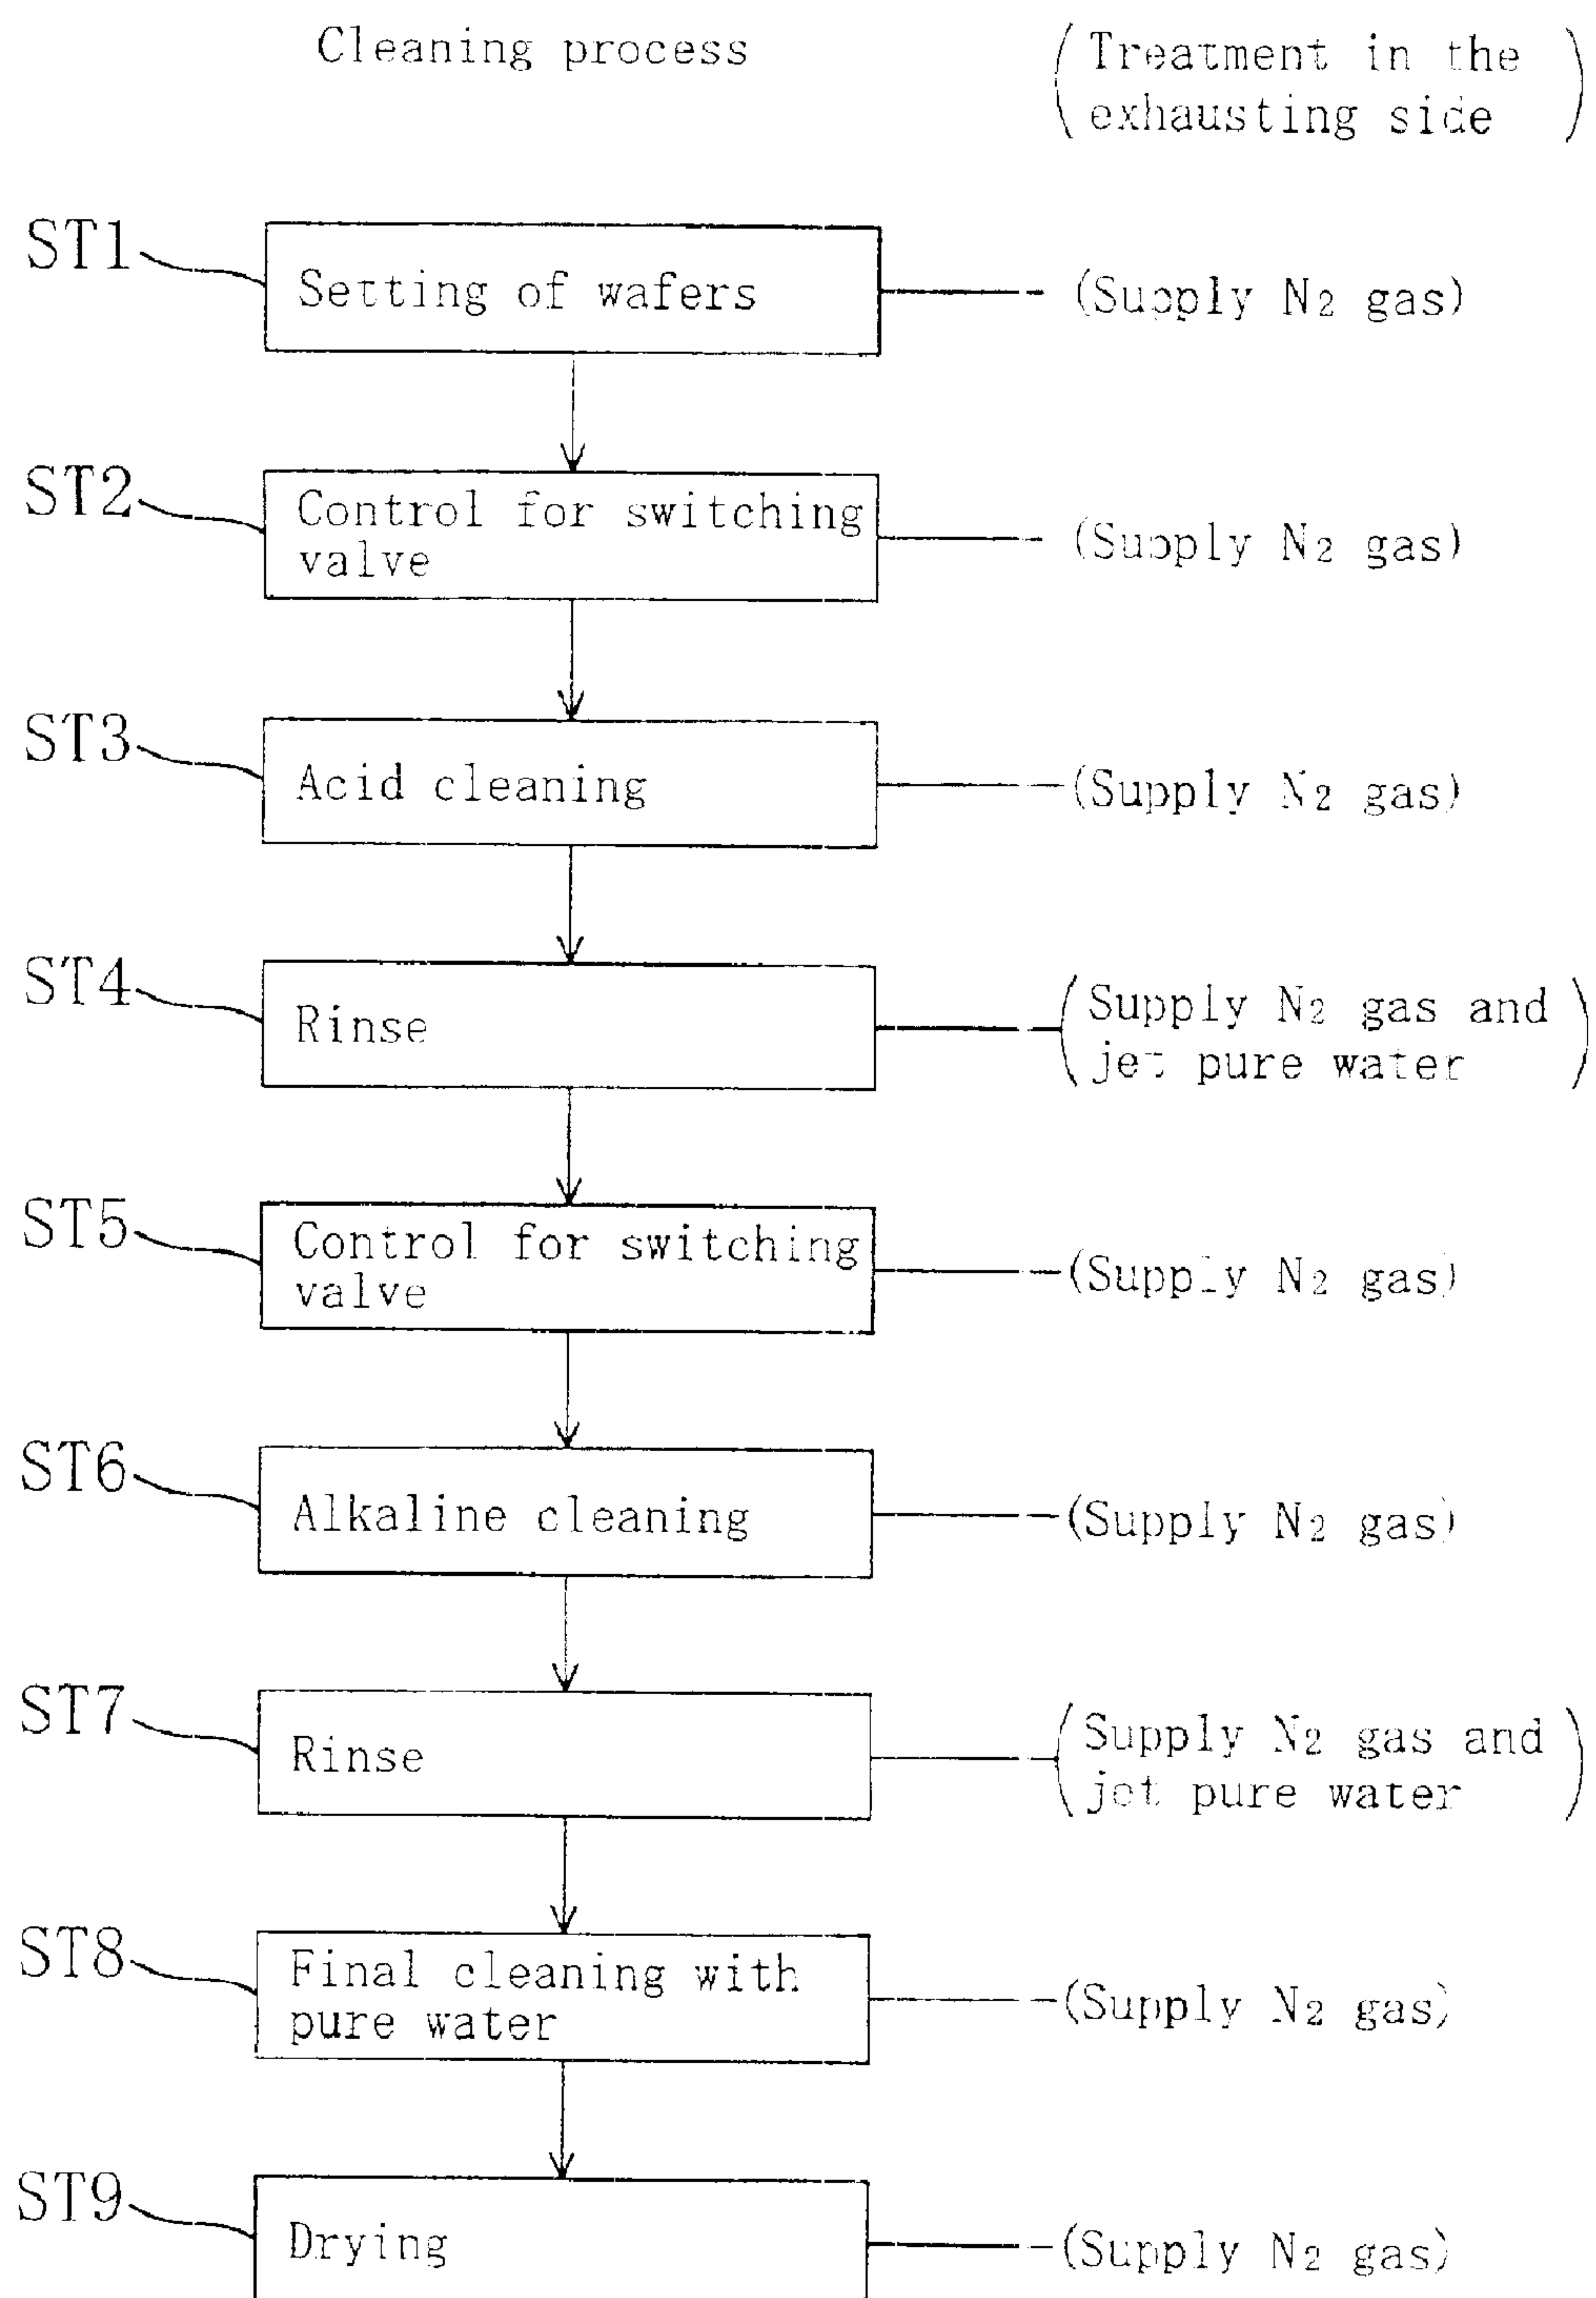 Cleaning process
(Treatment in the
exhausting side)
ST1
Setting of wafers
(Supply N2 gas)
ST2
Control for switching
valve
(Supply N2 gas)
ST3
Acid cleaning
(Supply N2 gas)
ST4
Rinse
(Supply N2 gas and
jet pure water)
ST5
Control for switching
valve
(Supply N2 gas)
ST6
Alkaline cleaning
(Supply N2 gas)
ST7
Rinse
(Supply N2 gas and
jet pure water)
ST8
Final cleaning with
pure water
(Supply N2 gas)
ST9
Drying
(Supply N2 gas)